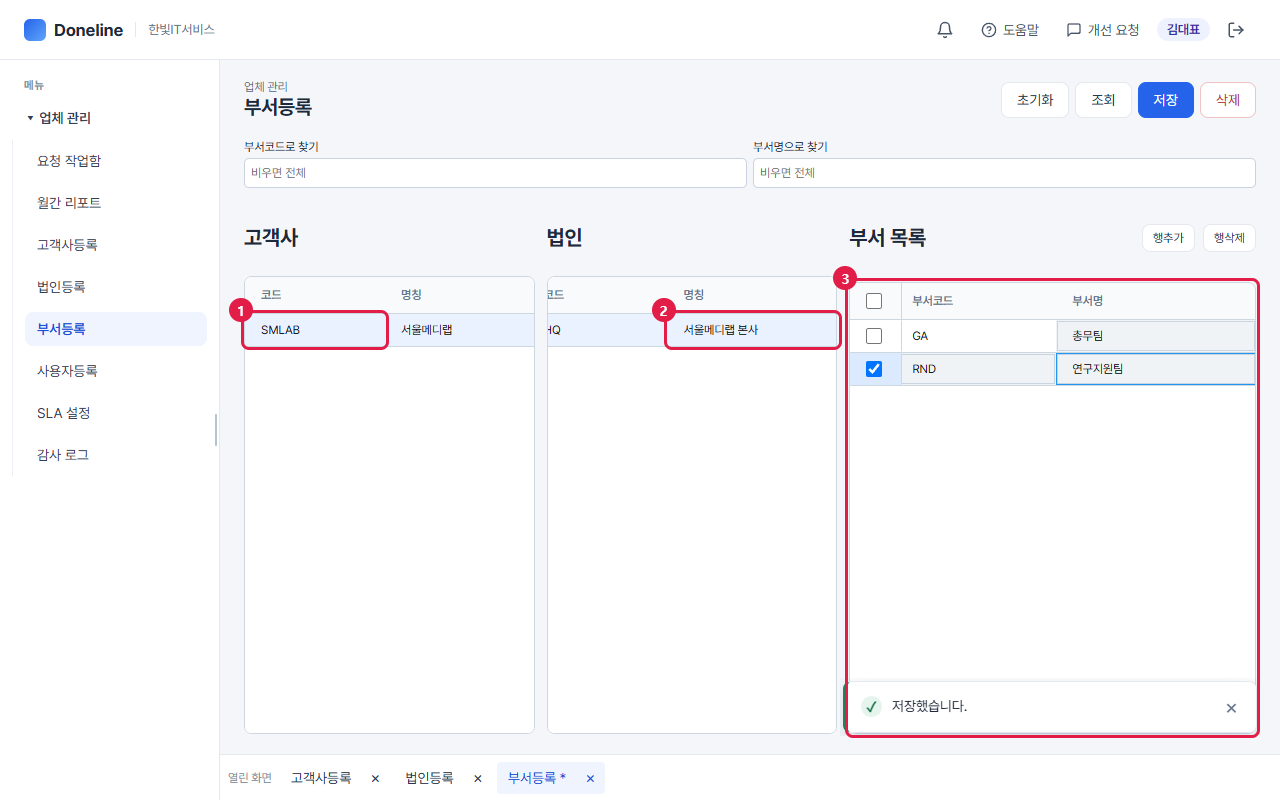 Doneline 한빛IT서비스 도움말 개선 요청 김대표
메뉴
업체 관리
요청 작업함
월간 리포트
고객사등록
법인등록
부서등록
사용자등록
SLA 설정
감사 로그
업체 관리
부서등록
초기화 조회 저장 삭제
부서코드로 찾기 부서명으로 찾기
비우면 전체 비우면 전체
고객사 법인 부서 목록 행추가 행삭제
코드 명칭
1 SMLAB 서울메디랩
코드 명칭
HQ 2 서울메디랩 본사
3
부서코드 부서명
GA 총무팀
RND 연구지원팀
저장했습니다.
열린 화면 고객사등록 × 법인등록 × 부서등록 * ×